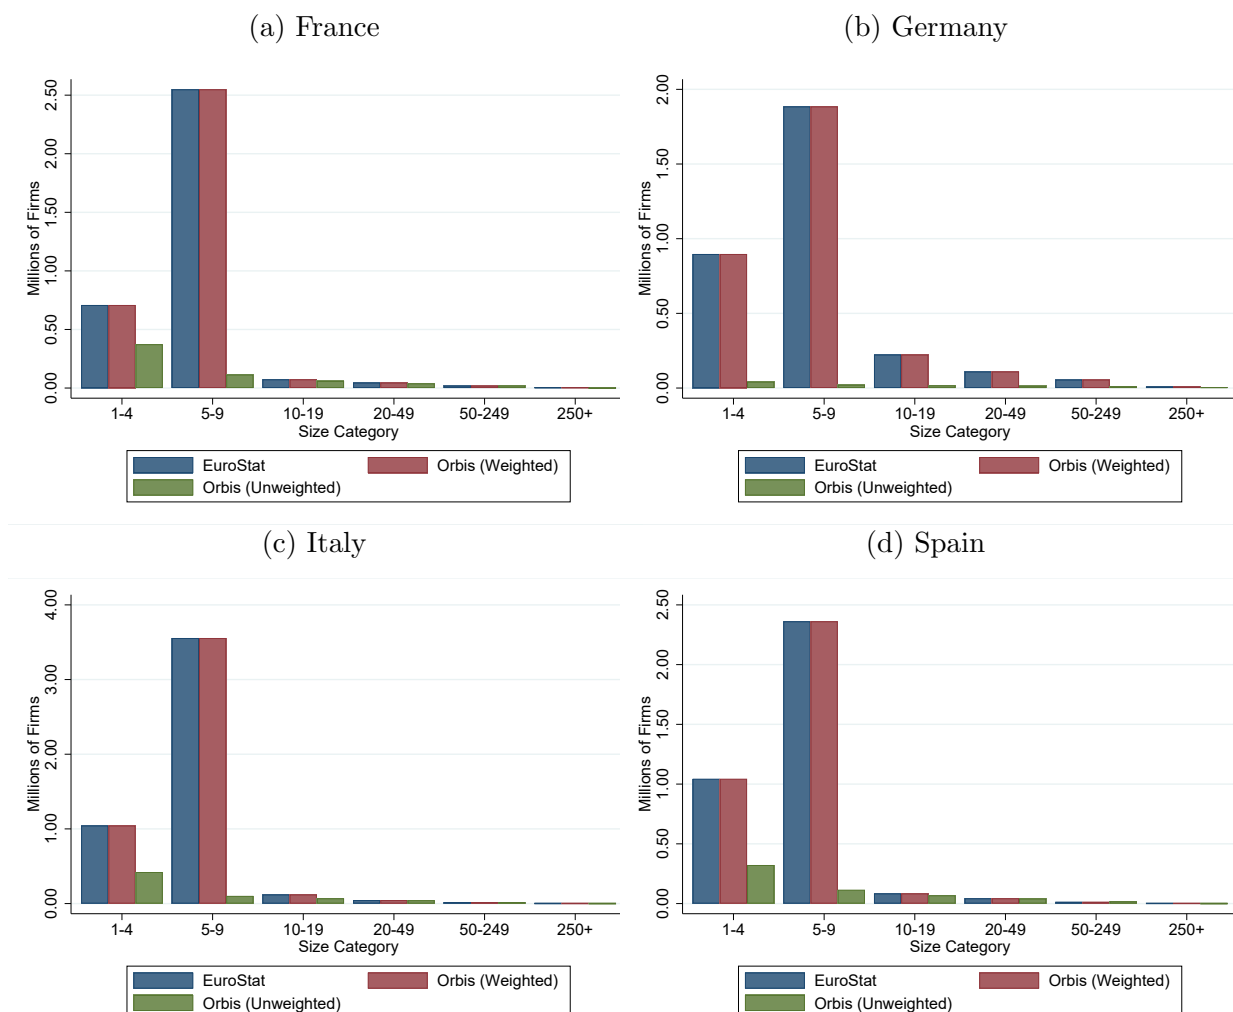 (a) France
(b) Germany
Millions of Firms
0.00 0.50 1.00 1.50 2.00 2.50
1-4 5-9 10-19 20-49 50-249 250+
Size Category
EuroStat Orbis (Weighted)
Orbis (Unweighted)
Millions of Firms
0.00 0.50 1.00 1.50 2.00
1-4 5-9 10-19 20-49 50-249 250+
Size Category
EuroStat Orbis (Weighted)
Orbis (Unweighted)
(c) Italy
(d) Spain
Millions of Firms
0.00 1.00 2.00 3.00 4.00
1-4 5-9 10-19 20-49 50-249 250+
Size Category
EuroStat Orbis (Weighted)
Orbis (Unweighted)
Millions of Firms
0.00 0.50 1.00 1.50 2.00 2.50
1-4 5-9 10-19 20-49 50-249 250+
Size Category
EuroStat Orbis (Weighted)
Orbis (Unweighted)